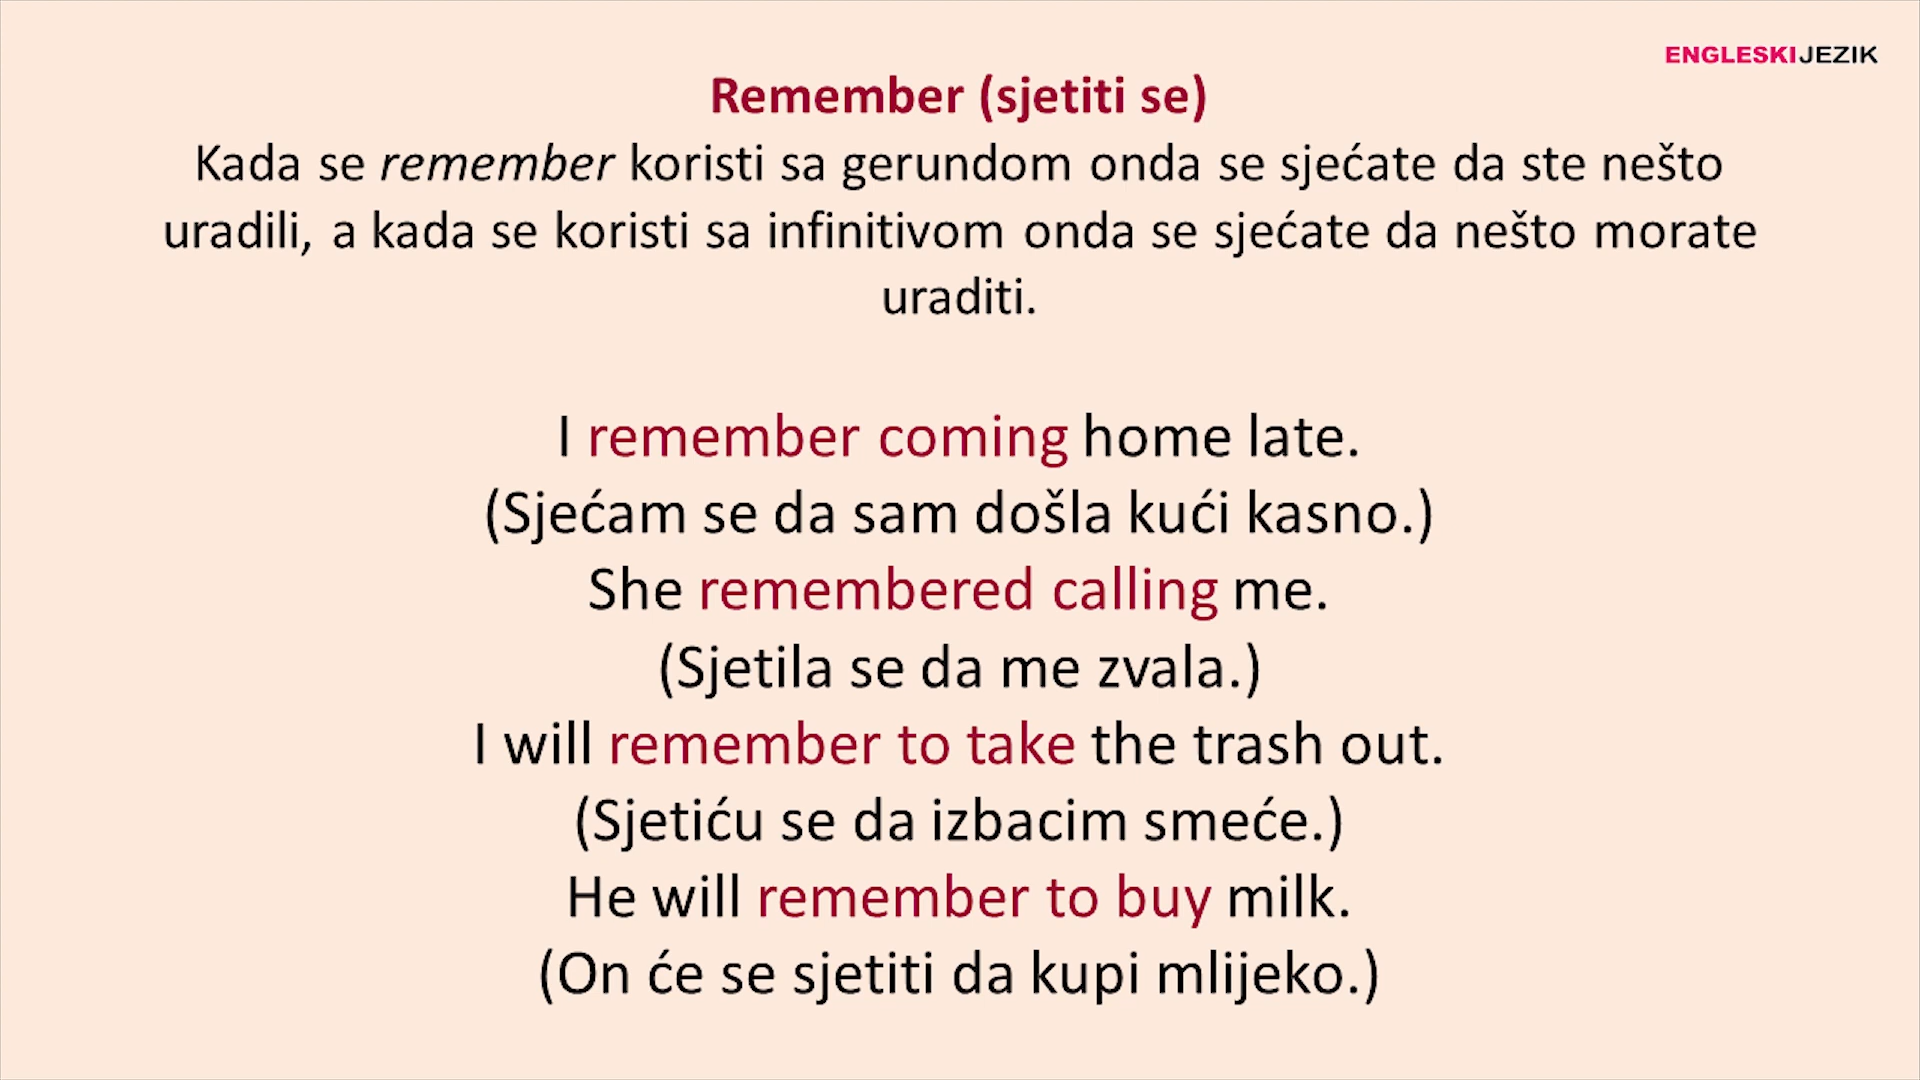 ENGLESKIJEZIK
Remember (sjetiti se)
Kada se remember koristi sa gerundom onda se sjećate da ste nešto
uradili, a kada se koristi sa infinitivom onda se sjećate da nešto morate
uraditi.
I remember coming home late.
(Sjećam se da sam došla kući kasno.)
She remembered calling me.
(Sjetila se da me zvala.)
I will remember to take the trash out.
(Sjetiću se da izbacim smeće.)
He will remember to buy milk.
(On će se sjetiti da kupi mlijeko.)